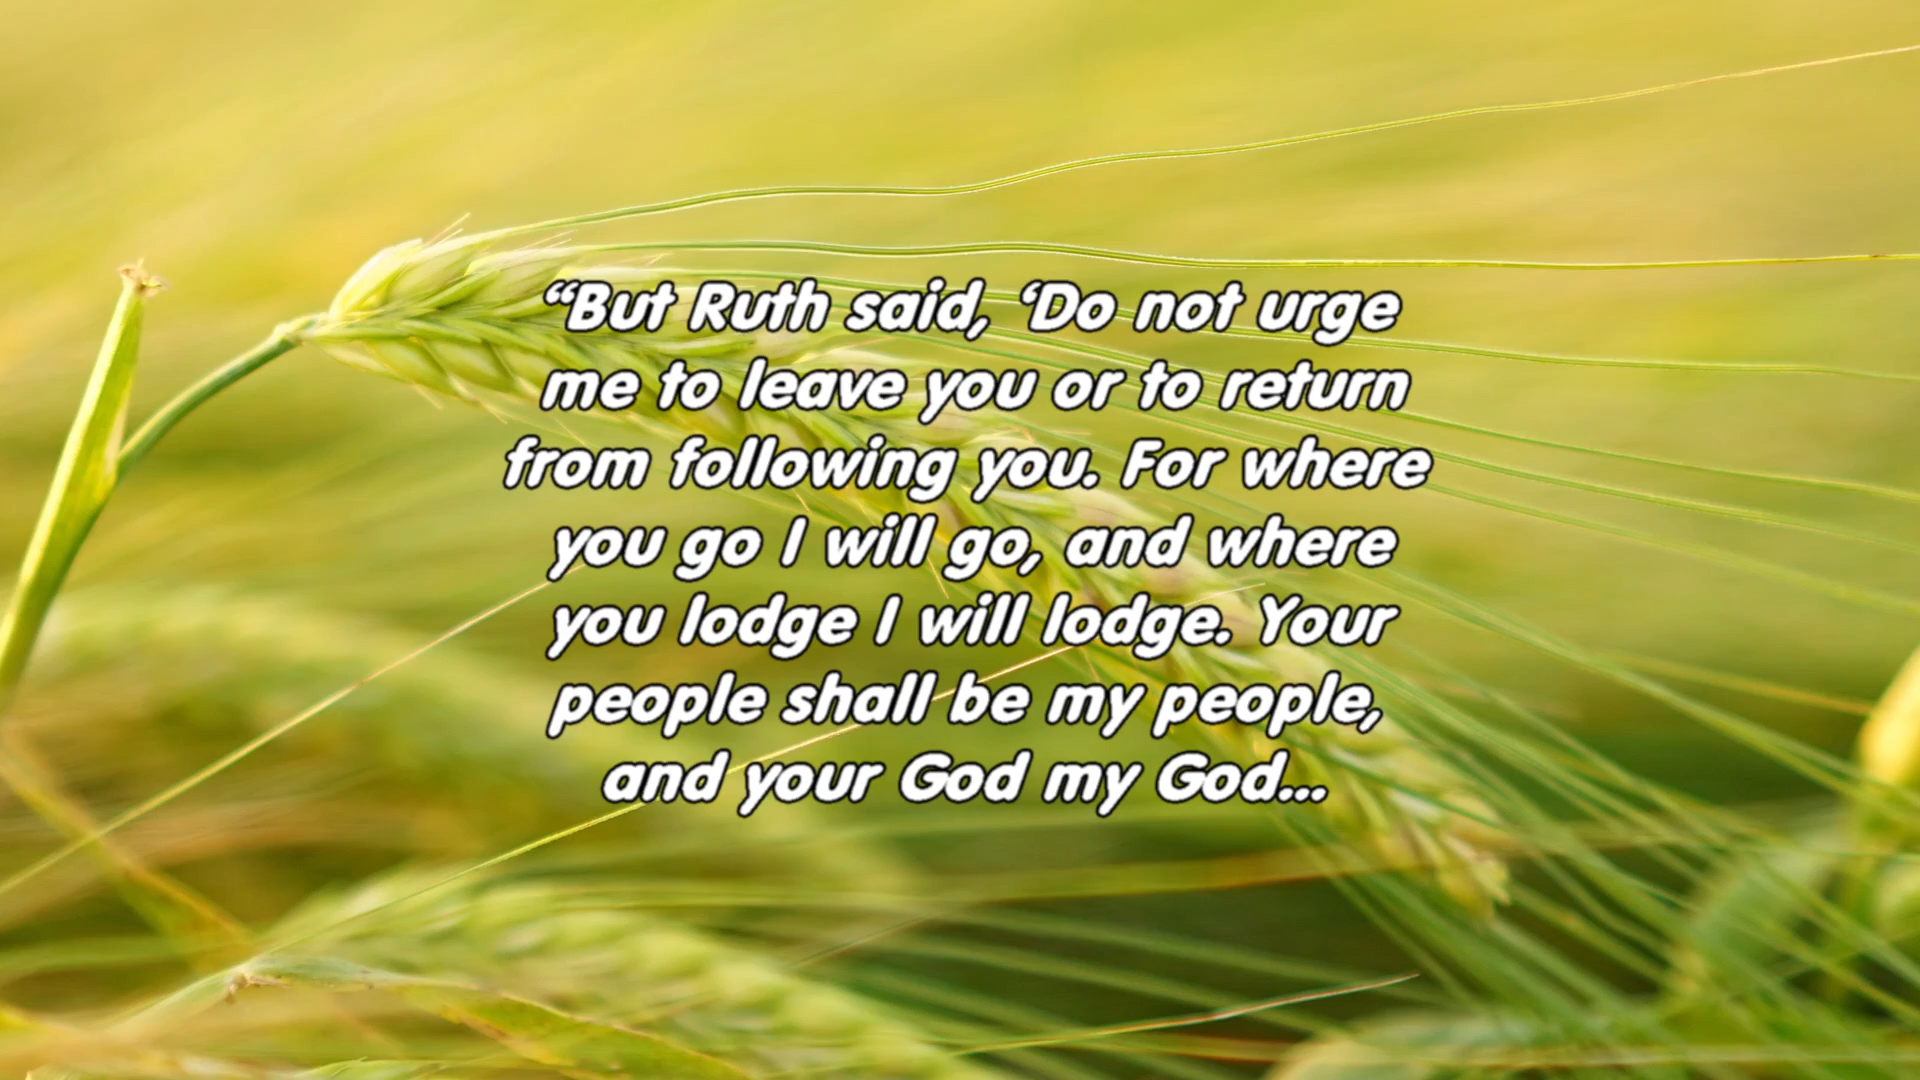 “But Ruth said, ‘Do not urge
me to leave you or to return
from following you. For where
you go I will go, and where
you lodge I will lodge. Your
people shall be my people,
and your God my God...